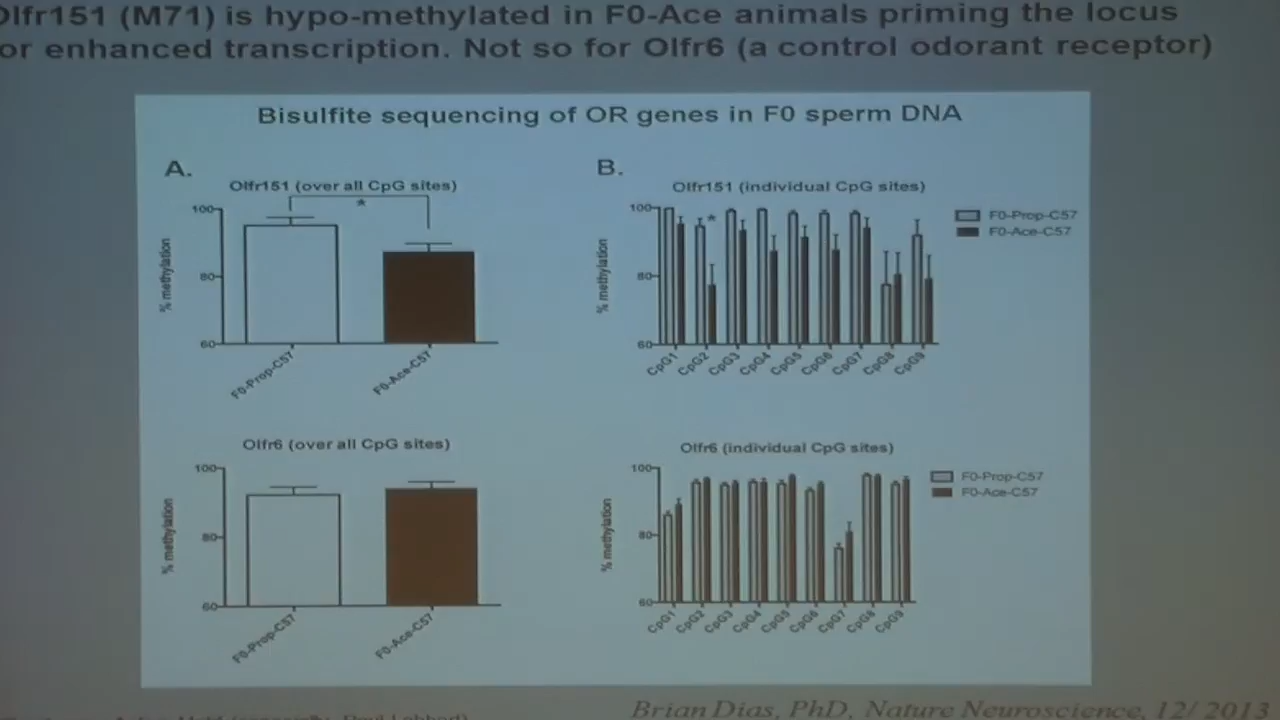 Olfr151 (M71) is hypo-methylated in F0-Ace animals priming the locus
or enhanced transcription. Not so for Olfr6 (a control odorant receptor)
Bisulfite sequencing of OR genes in F0 sperm DNA
A.
Olfr151 (over all CpG sites)
*
% methylation
100
80
60
F0-Prop-C57
F0-Ace-C57
B.
Olfr151 (individual CpG sites)
*
% methylation
100
80
60
CpG1
CpG2
CpG3
CpG4
CpG5
CpG6
CpG7
CpG8
CpG9
F0-Prop-C57
F0-Ace-C57
Olfr6 (over all CpG sites)
% methylation
100
80
60
F0-Prop-C57
F0-Ace-C57
Olfr6 (individual CpG sites)
% methylation
100
80
60
CpG1
CpG2
CpG3
CpG4
CpG5
CpG6
CpG7
CpG8
CpG9
F0-Prop-C57
F0-Ace-C57
Brian Dias, PhD, Nature Neuroscience, 12/ 2013